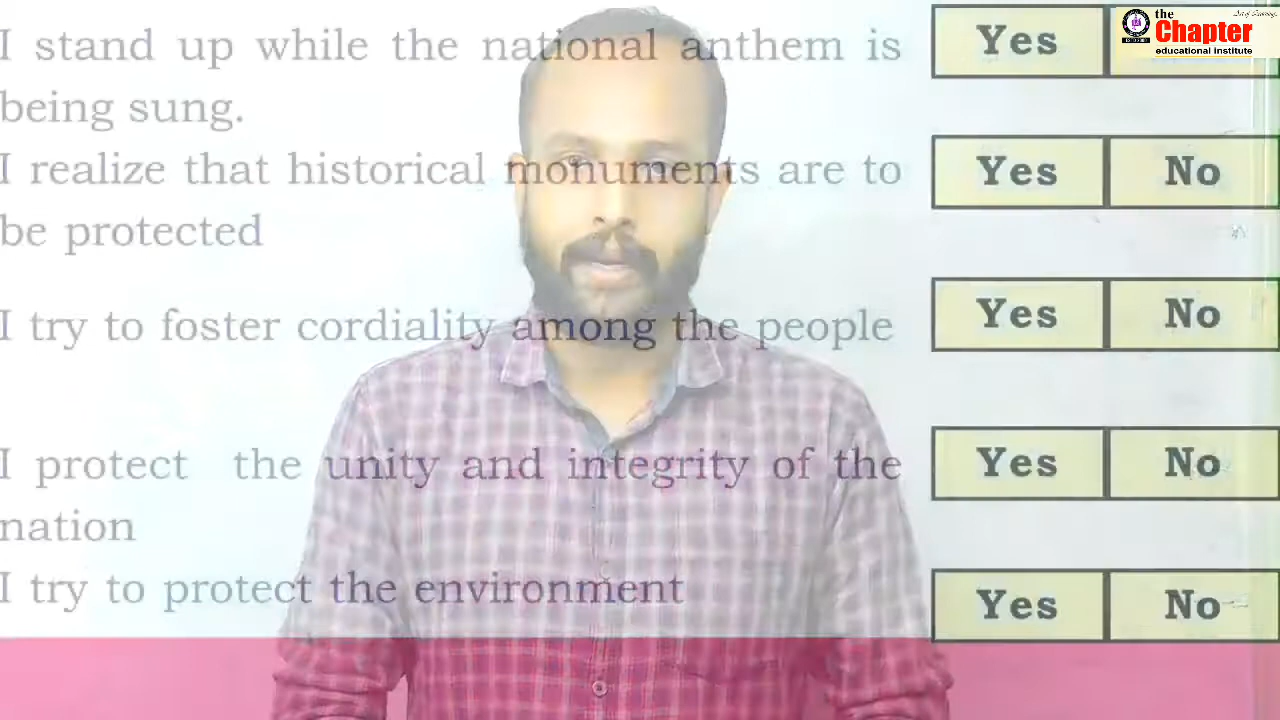 I stand up while the national anthem is
being sung.
Yes
the
Chapter
educational institute
I realize that historical monuments are to
be protected
Yes No
I try to foster cordiality among the people
Yes No
I protect the unity and integrity of the
nation
Yes No
I try to protect the environment
Yes No